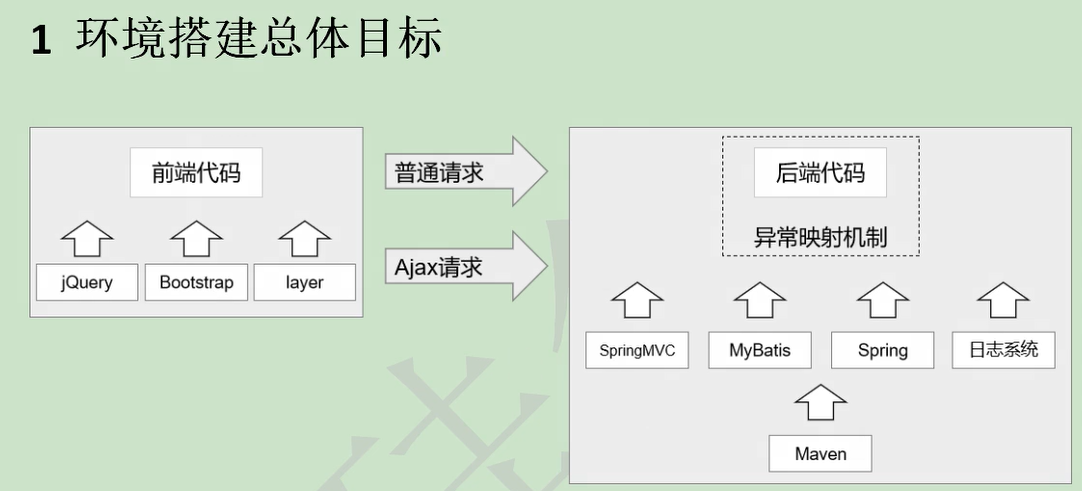 1 环境搭建总体目标
前端代码
jQuery
Bootstrap
layer
普通请求
Ajax请求
后端代码
异常映射机制
SpringMVC
MyBatis
Spring
日志系统
Maven